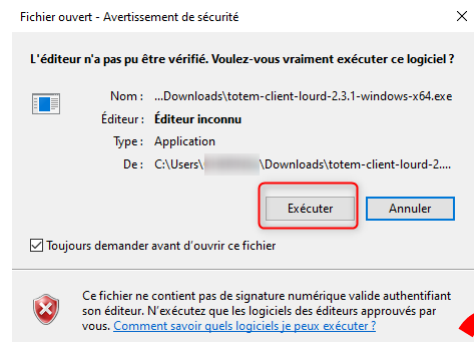 Fichier ouvert - Avertissement de sécurité
L'éditeur n'a pas pu être vérifié. Voulez-vous vraiment exécuter ce logiciel ?
Nom : ...Downloads\totem-client-lourd-2.3.1-windows-x64.exe
Éditeur : Éditeur inconnu
Type : Application
De : C:\Users\ \Downloads\totem-client-lourd-2....
Exécuter Annuler
Toujours demander avant d'ouvrir ce fichier
Ce fichier ne contient pas de signature numérique valide authentifiant
son éditeur. N'exécutez que les logiciels des éditeurs approuvés par
vous. Comment savoir quels logiciels je peux exécuter ?